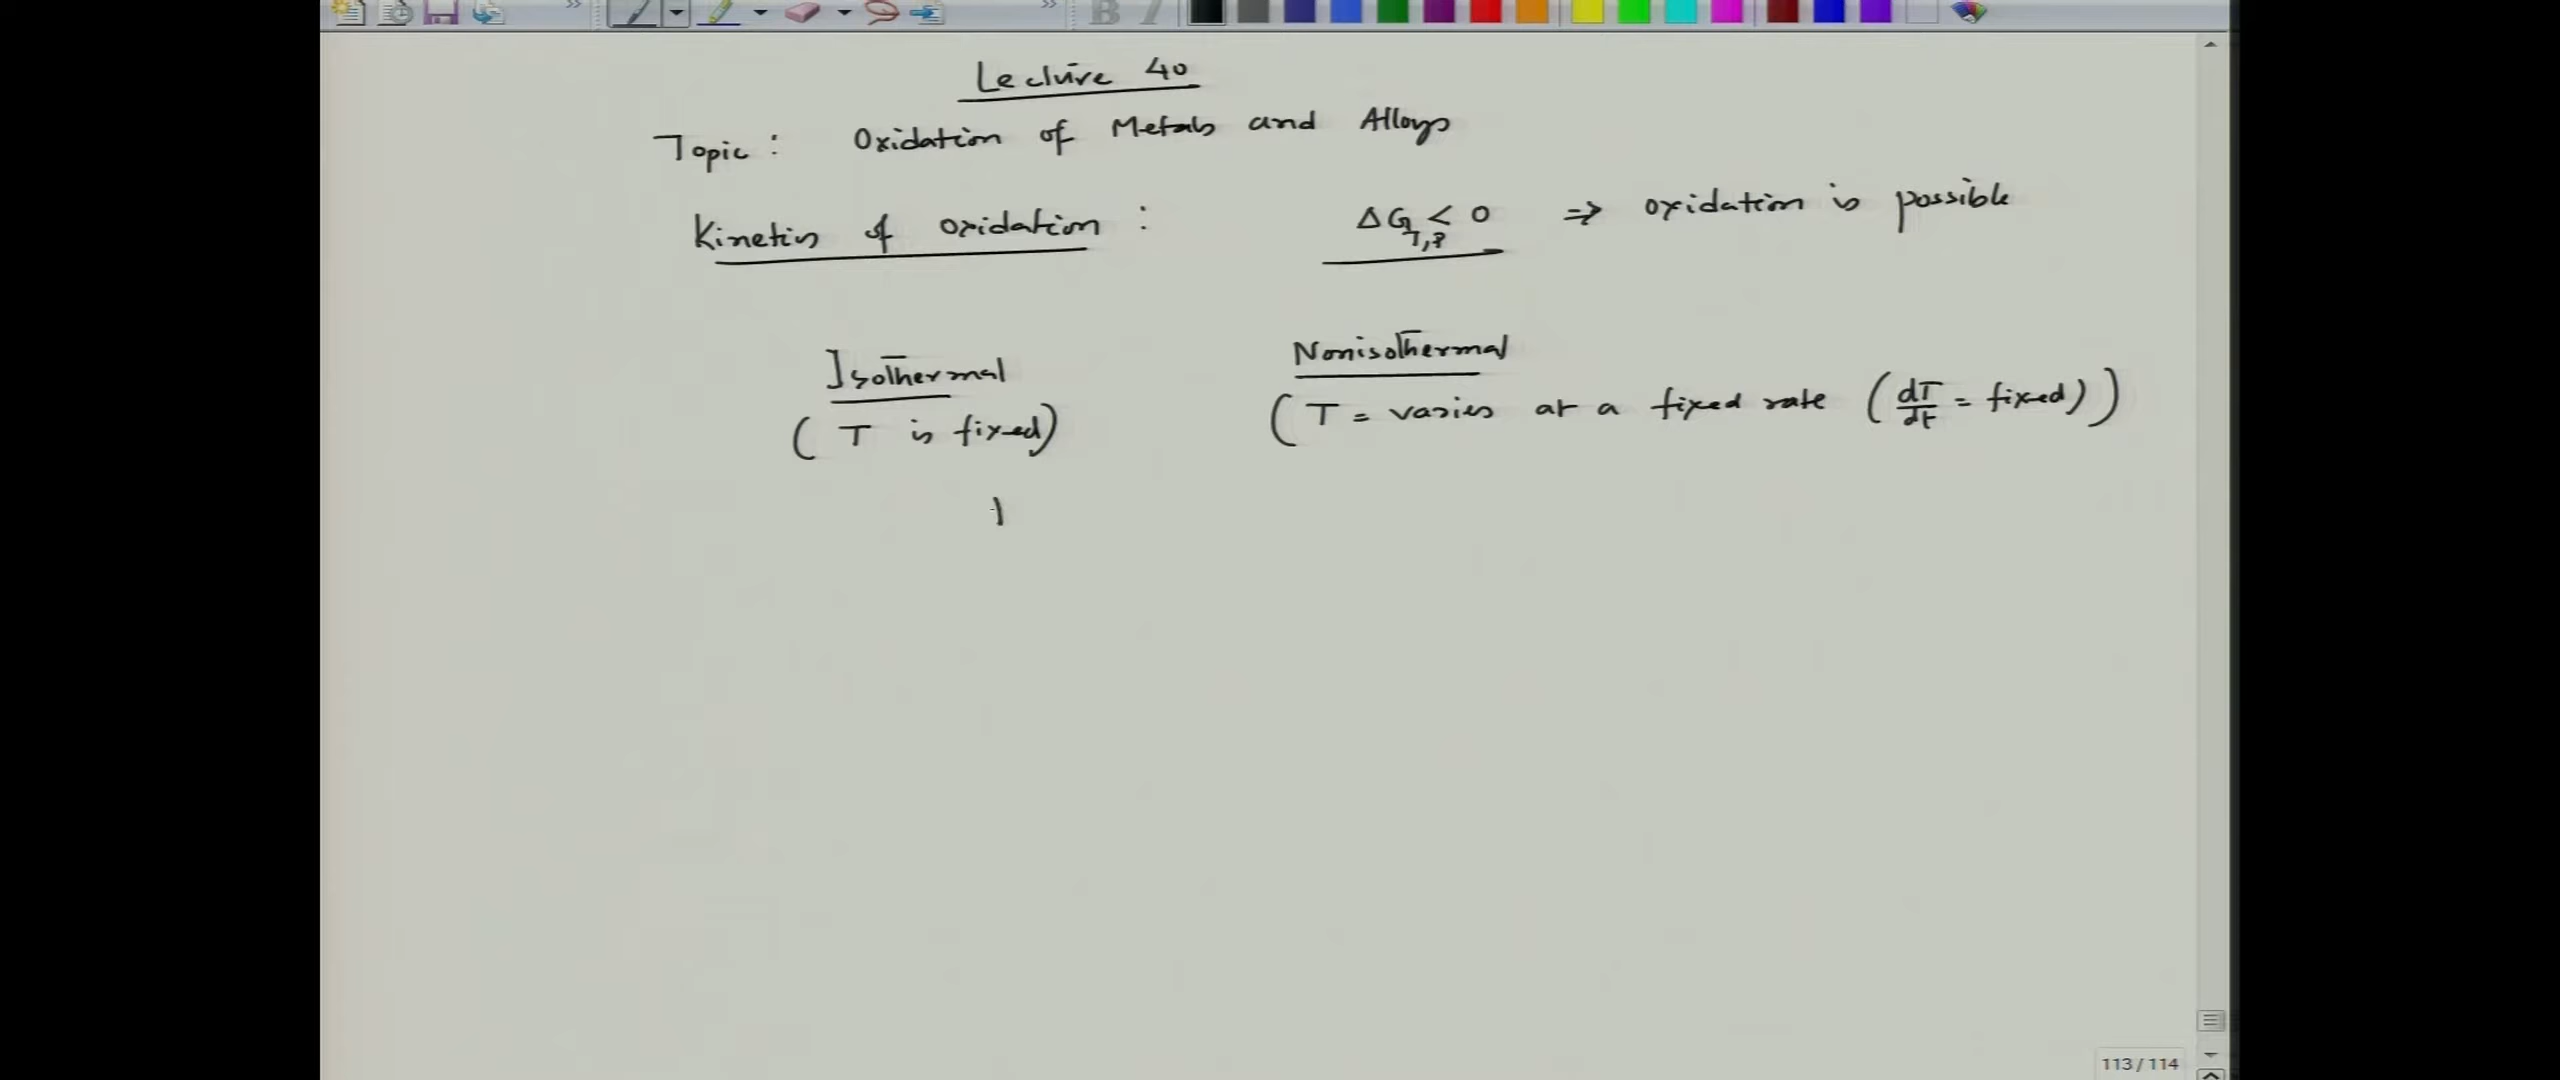 Lecture 40
Topic : Oxidation of Metals and Alloys
Kinetics of oxidation : ΔG_T,P < 0 ⇒ oxidation is possible
Isothermal Nonisothermal
( T is fixed) ( T = varies at a fixed rate (dT/dt = fixed))
B I
113 / 114